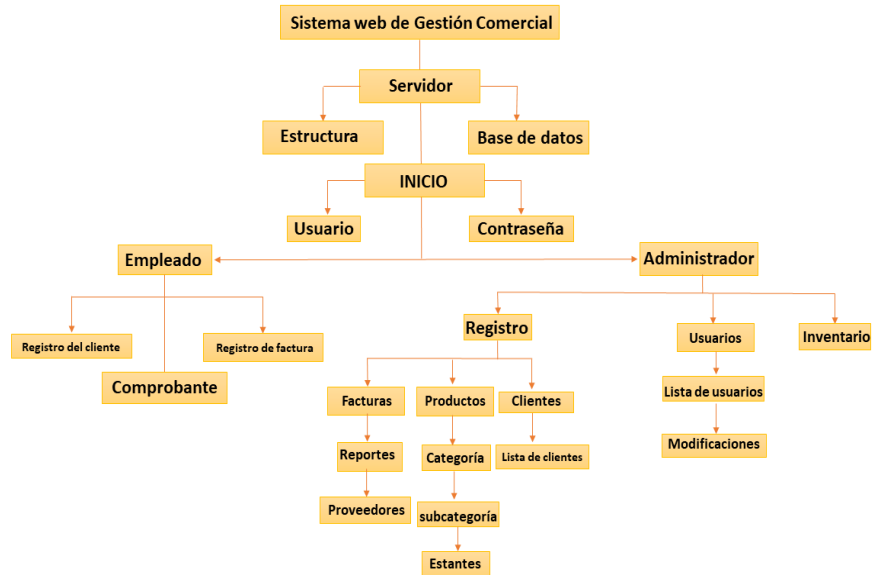 Sistema web de Gestión Comercial
Servidor
Estructura
Base de datos
INICIO
Usuario
Contraseña
Empleado
Administrador
Registro del cliente
Registro de factura
Comprobante
Registro
Usuarios
Inventario
Facturas
Productos
Clientes
Lista de usuarios
Reportes
Categoría
Lista de clientes
Modificaciones
Proveedores
subcategoría
Estantes